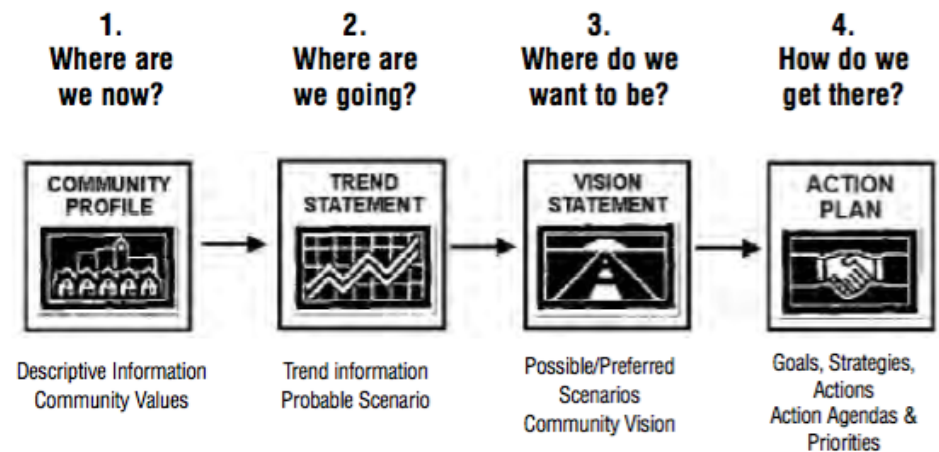 1.
Where are
we now?
2.
Where are
we going?
3.
Where do we
want to be?
4.
How do we
get there?
COMMUNITY
PROFILE
TREND
STATEMENT
VISION
STATEMENT
ACTION
PLAN
Descriptive Information
Community Values
Trend information
Probable Scenario
Possible/Preferred
Scenarios
Community Vision
Goals, Strategies,
Actions
Action Agendas &
Priorities